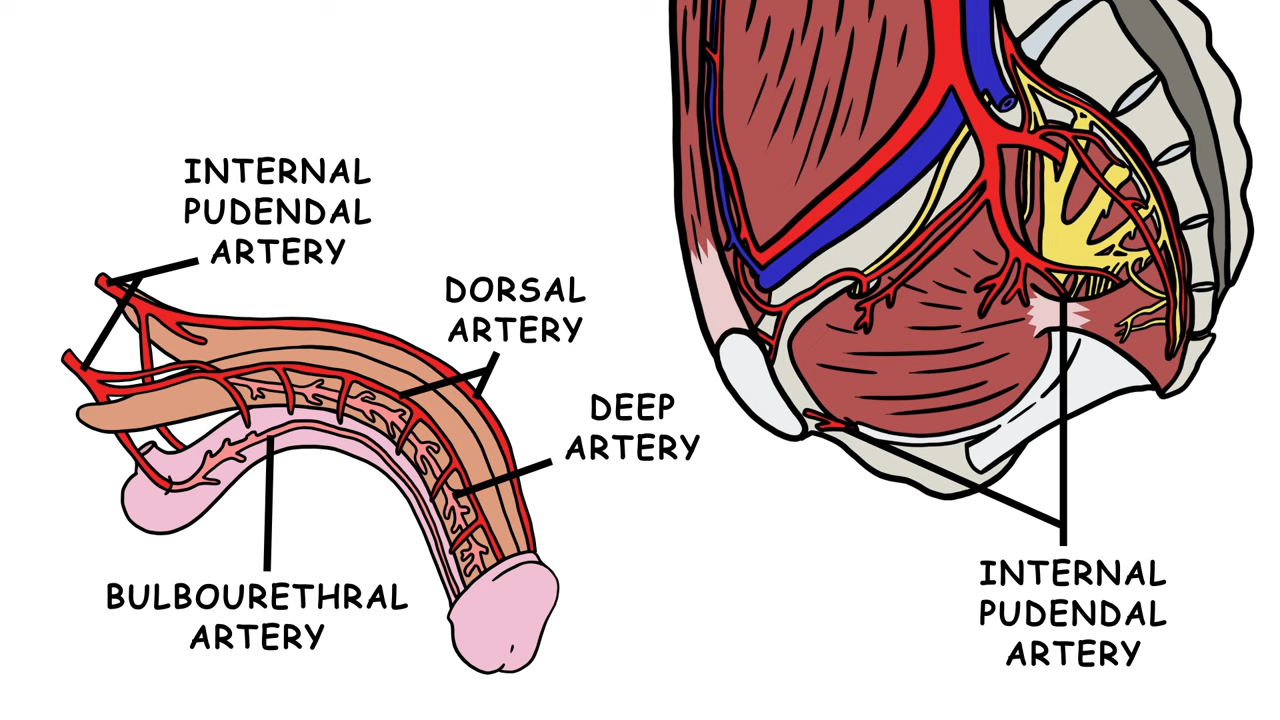 INTERNAL
PUDENDAL
ARTERY
DORSAL
ARTERY
DEEP
ARTERY
BULBOURETHRAL
ARTERY
INTERNAL
PUDENDAL
ARTERY